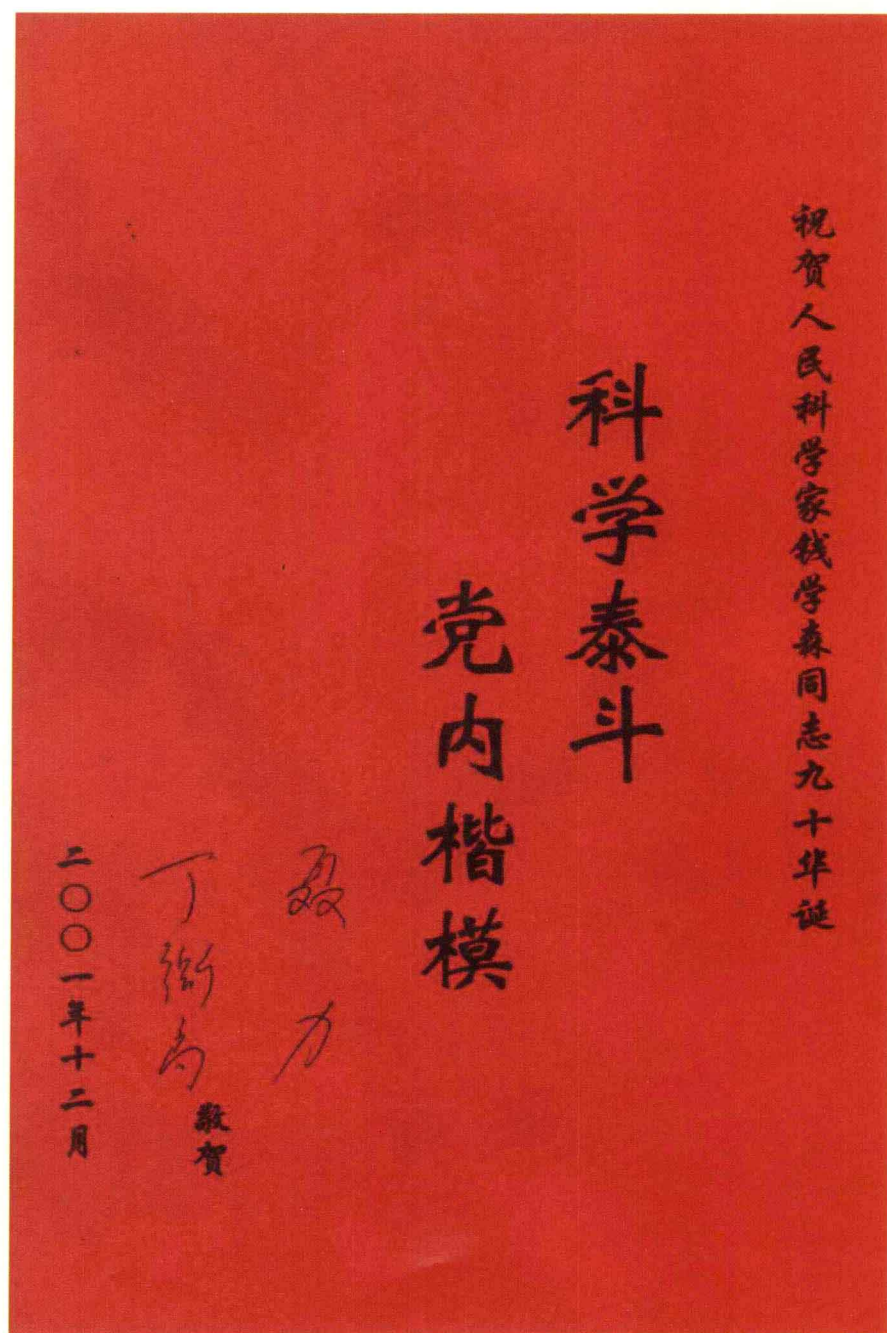 祝贺人民科学家钱学森同志九十华诞
科学泰斗
党内楷模
聂力
丁衡高
敬贺
二〇〇一年十二月